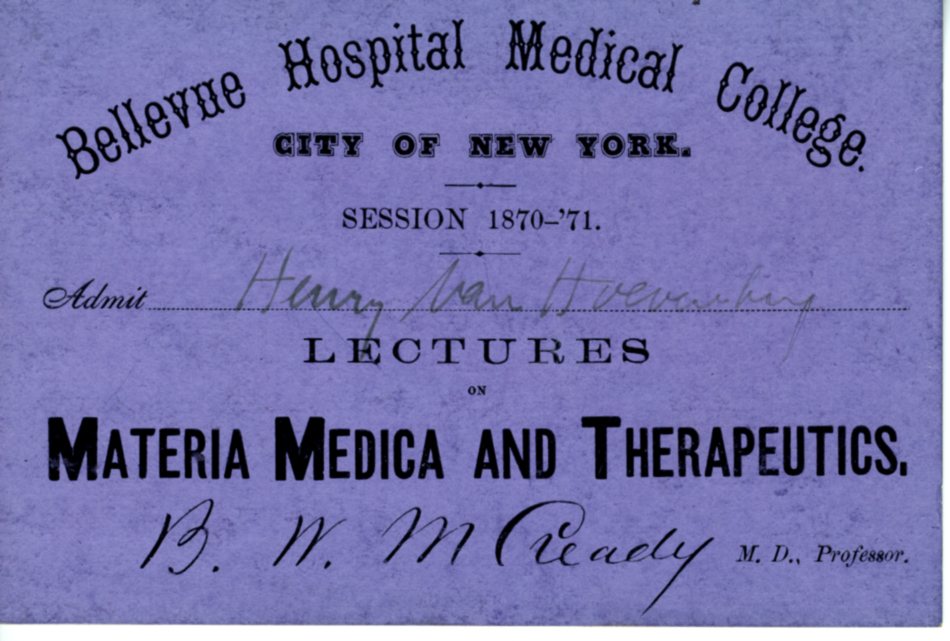 Bellevue Hospital Medical College.
CITY OF NEW YORK.
SESSION 1870–'71.
Admit Henry Van Hoevenburg
LECTURES
ON
MATERIA MEDICA AND THERAPEUTICS.
B. W. McCready M. D., Professor.